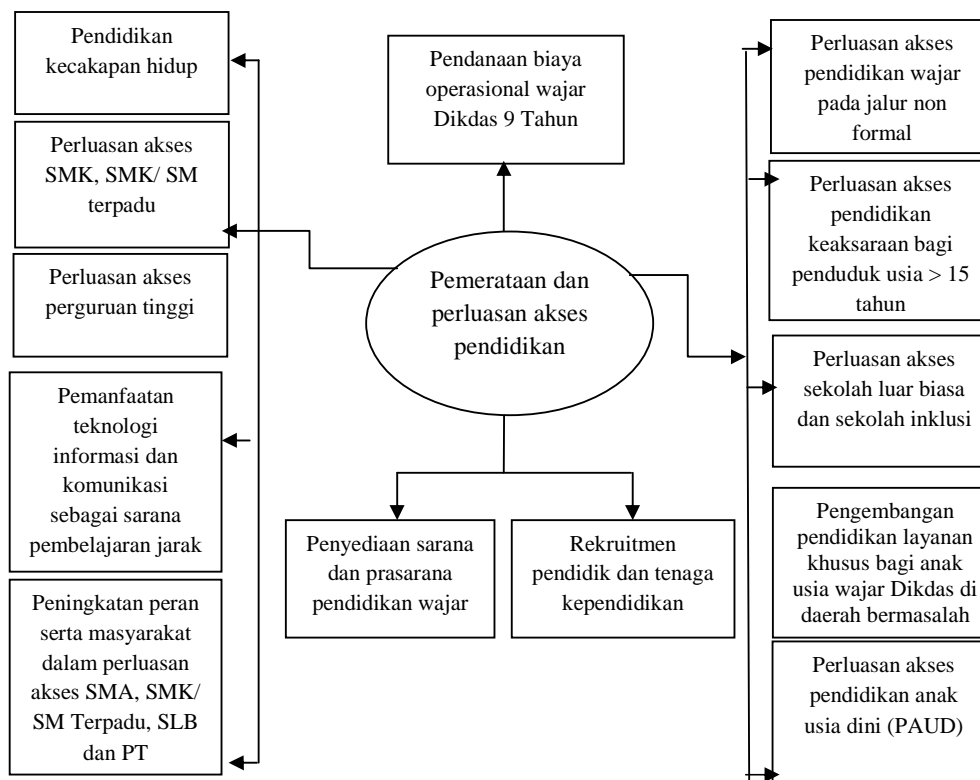 Pendidikan
kecakapan hidup
Perluasan akses
SMK, SMK/ SM
terpadu
Perluasan akses
perguruan tinggi
Pemanfaatan
teknologi
informasi dan
komunikasi
sebagai sarana
pembelajaran jarak
Peningkatan peran
serta masyarakat
dalam perluasan
akses SMA, SMK/
SM Terpadu, SLB
dan PT
Pendanaan biaya
operasional wajar
Dikdas 9 Tahun
Pemerataan dan
perluasan akses
pendidikan
Penyediaan sarana
dan prasarana
pendidikan wajar
Rekruitmen
pendidik dan tenaga
kependidikan
Perluasan akses
pendidikan wajar
pada jalur non
formal
Perluasan akses
pendidikan
keaksaraan bagi
penduduk usia > 15
tahun
Perluasan akses
sekolah luar biasa
dan sekolah inklusi
Pengembangan
pendidikan layanan
khusus bagi anak
usia wajar Dikdas di
daerah bermasalah
Perluasan akses
pendidikan anak
usia dini (PAUD)